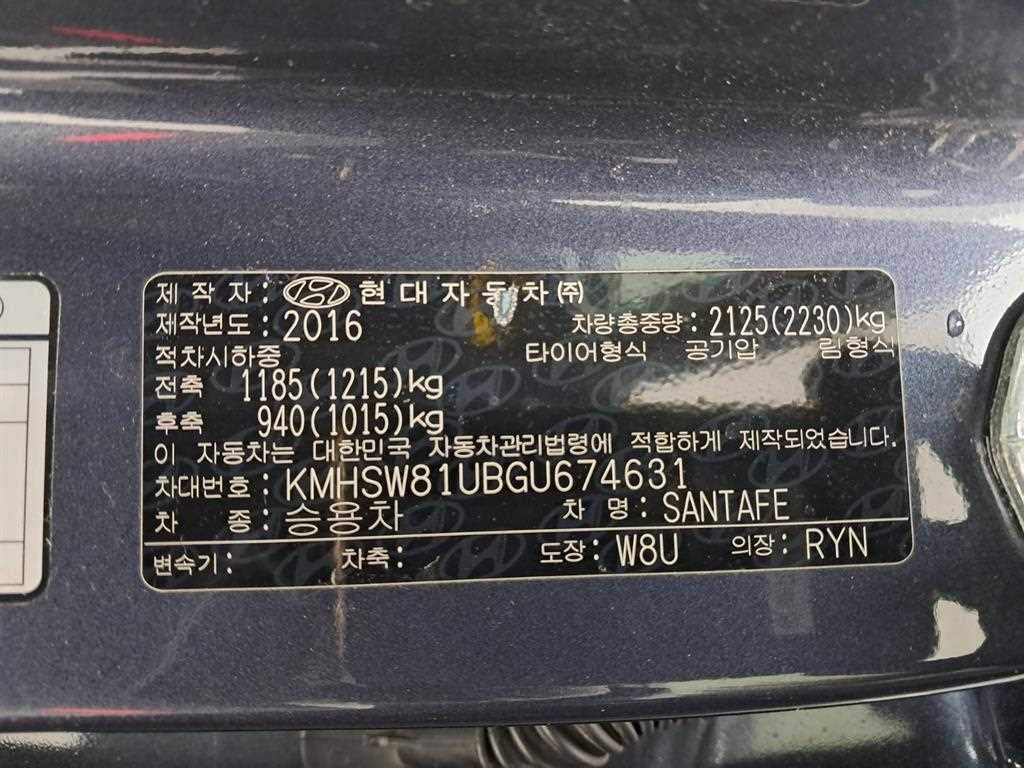 제 작 자 : 현대자동차㈜
제작년도 : 2016 차량총중량 : 2125(2230)kg
적차시하중 타이어형식 공기압 림형식
전축 1185(1215)kg
후축 940(1015)kg
이 자동차는 대한민국 자동차관리법령에 적합하게 제작되었습니다.
차대번호 : KMHSW81UBGU674631
차 종 : 승용차 차 명 : SANTAFE
변속기 : 차축 : 도장 : W8U 의장 : RYN